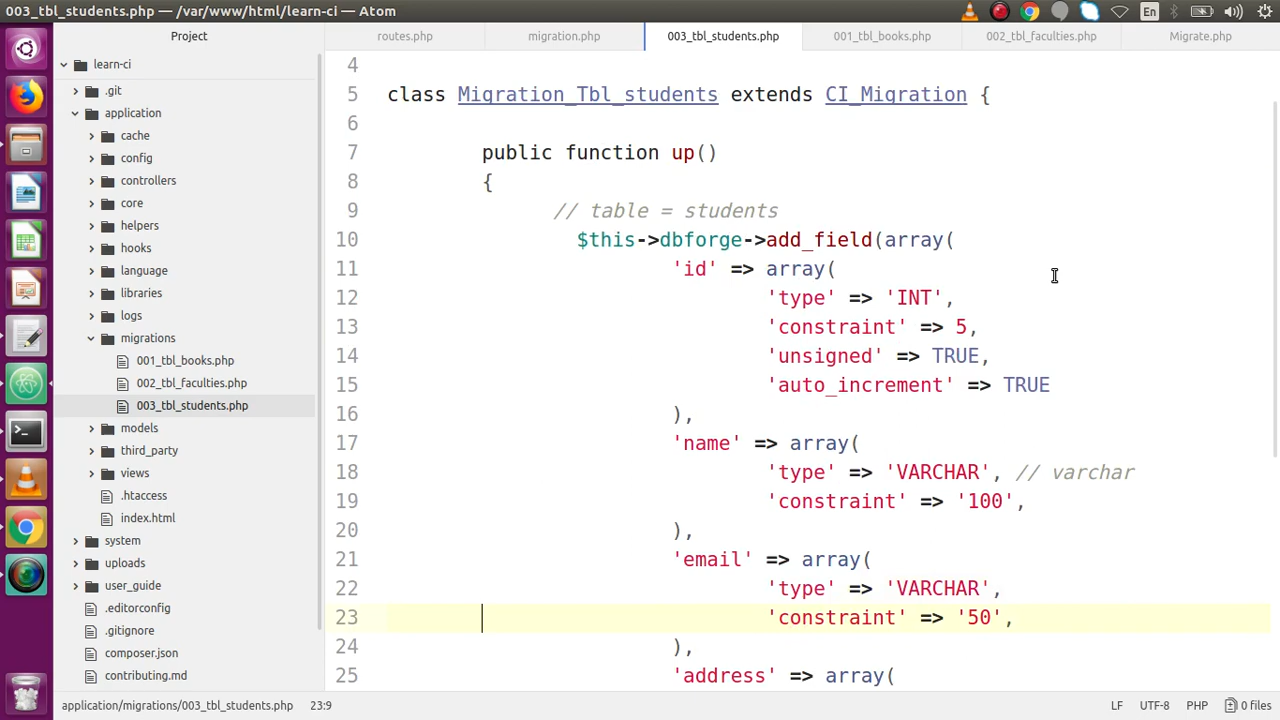 003_tbl_students.php — /var/www/html/learn-ci — Atom
En
Project
routes.php
migration.php
003_tbl_students.php
001_tbl_books.php
002_tbl_faculties.php
Migrate.php
learn-ci
.git
application
cache
config
controllers
core
helpers
hooks
language
libraries
logs
migrations
001_tbl_books.php
002_tbl_faculties.php
003_tbl_students.php
models
third_party
views
.htaccess
index.html
system
uploads
user_guide
.editorconfig
.gitignore
composer.json
contributing.md
4
5 class Migration_Tbl_students extends CI_Migration {
6
7 public function up()
8 {
9 // table = students
10 $this->dbforge->add_field(array(
11 'id' => array(
12 'type' => 'INT',
13 'constraint' => 5,
14 'unsigned' => TRUE,
15 'auto_increment' => TRUE
16 ),
17 'name' => array(
18 'type' => 'VARCHAR', // varchar
19 'constraint' => '100',
20 ),
21 'email' => array(
22 'type' => 'VARCHAR',
23 'constraint' => '50',
24 ),
25 'address' => array(
application/migrations/003_tbl_students.php 23:9
LF UTF-8 PHP 0 files